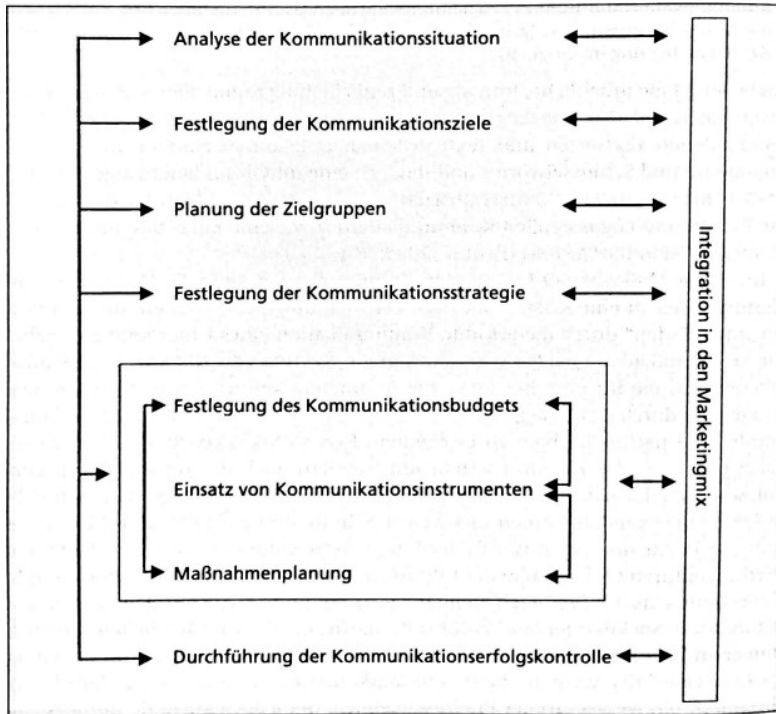 Analyse der Kommunikationssituation
Festlegung der Kommunikationsziele
Planung der Zielgruppen
Festlegung der Kommunikationsstrategie
Festlegung des Kommunikationsbudgets
Einsatz von Kommunikationsinstrumenten
Maßnahmenplanung
Durchführung der Kommunikationserfolgskontrolle
Integration in den Marketingmix